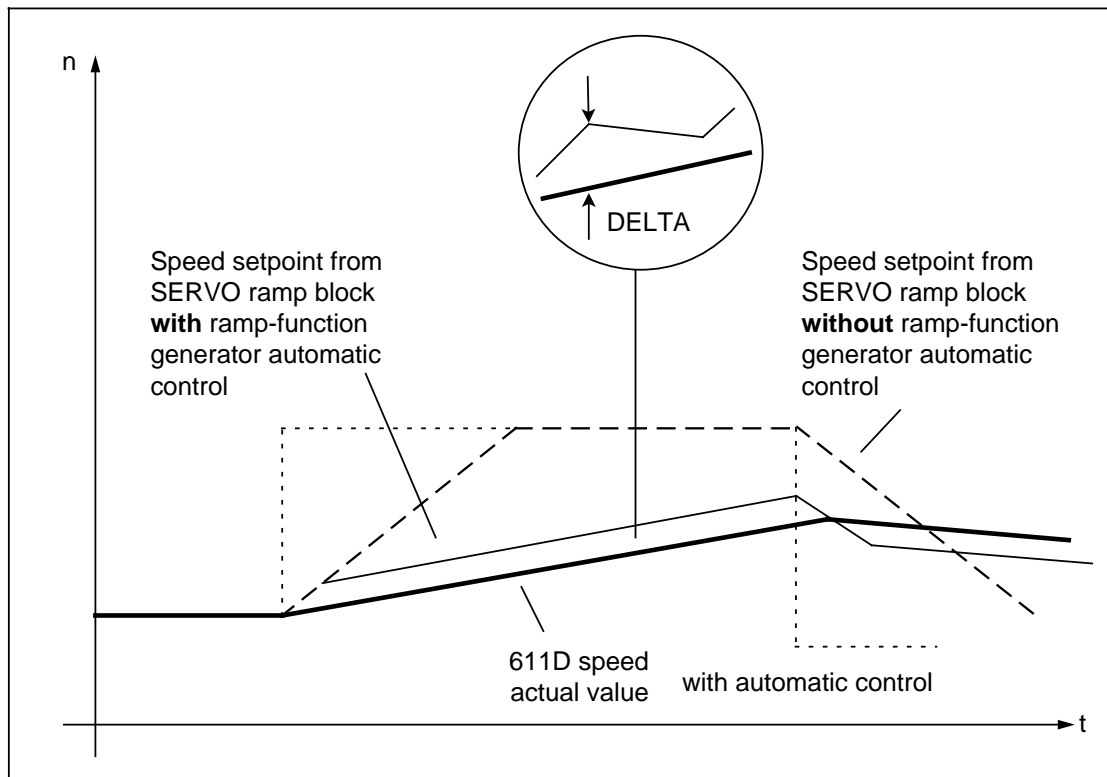 n
DELTA
Speed setpoint from
SERVO ramp block
with ramp-function
generator automatic
control
Speed setpoint from
SERVO ramp block
without ramp-function
generator automatic
control
611D speed
actual value
with automatic control
t